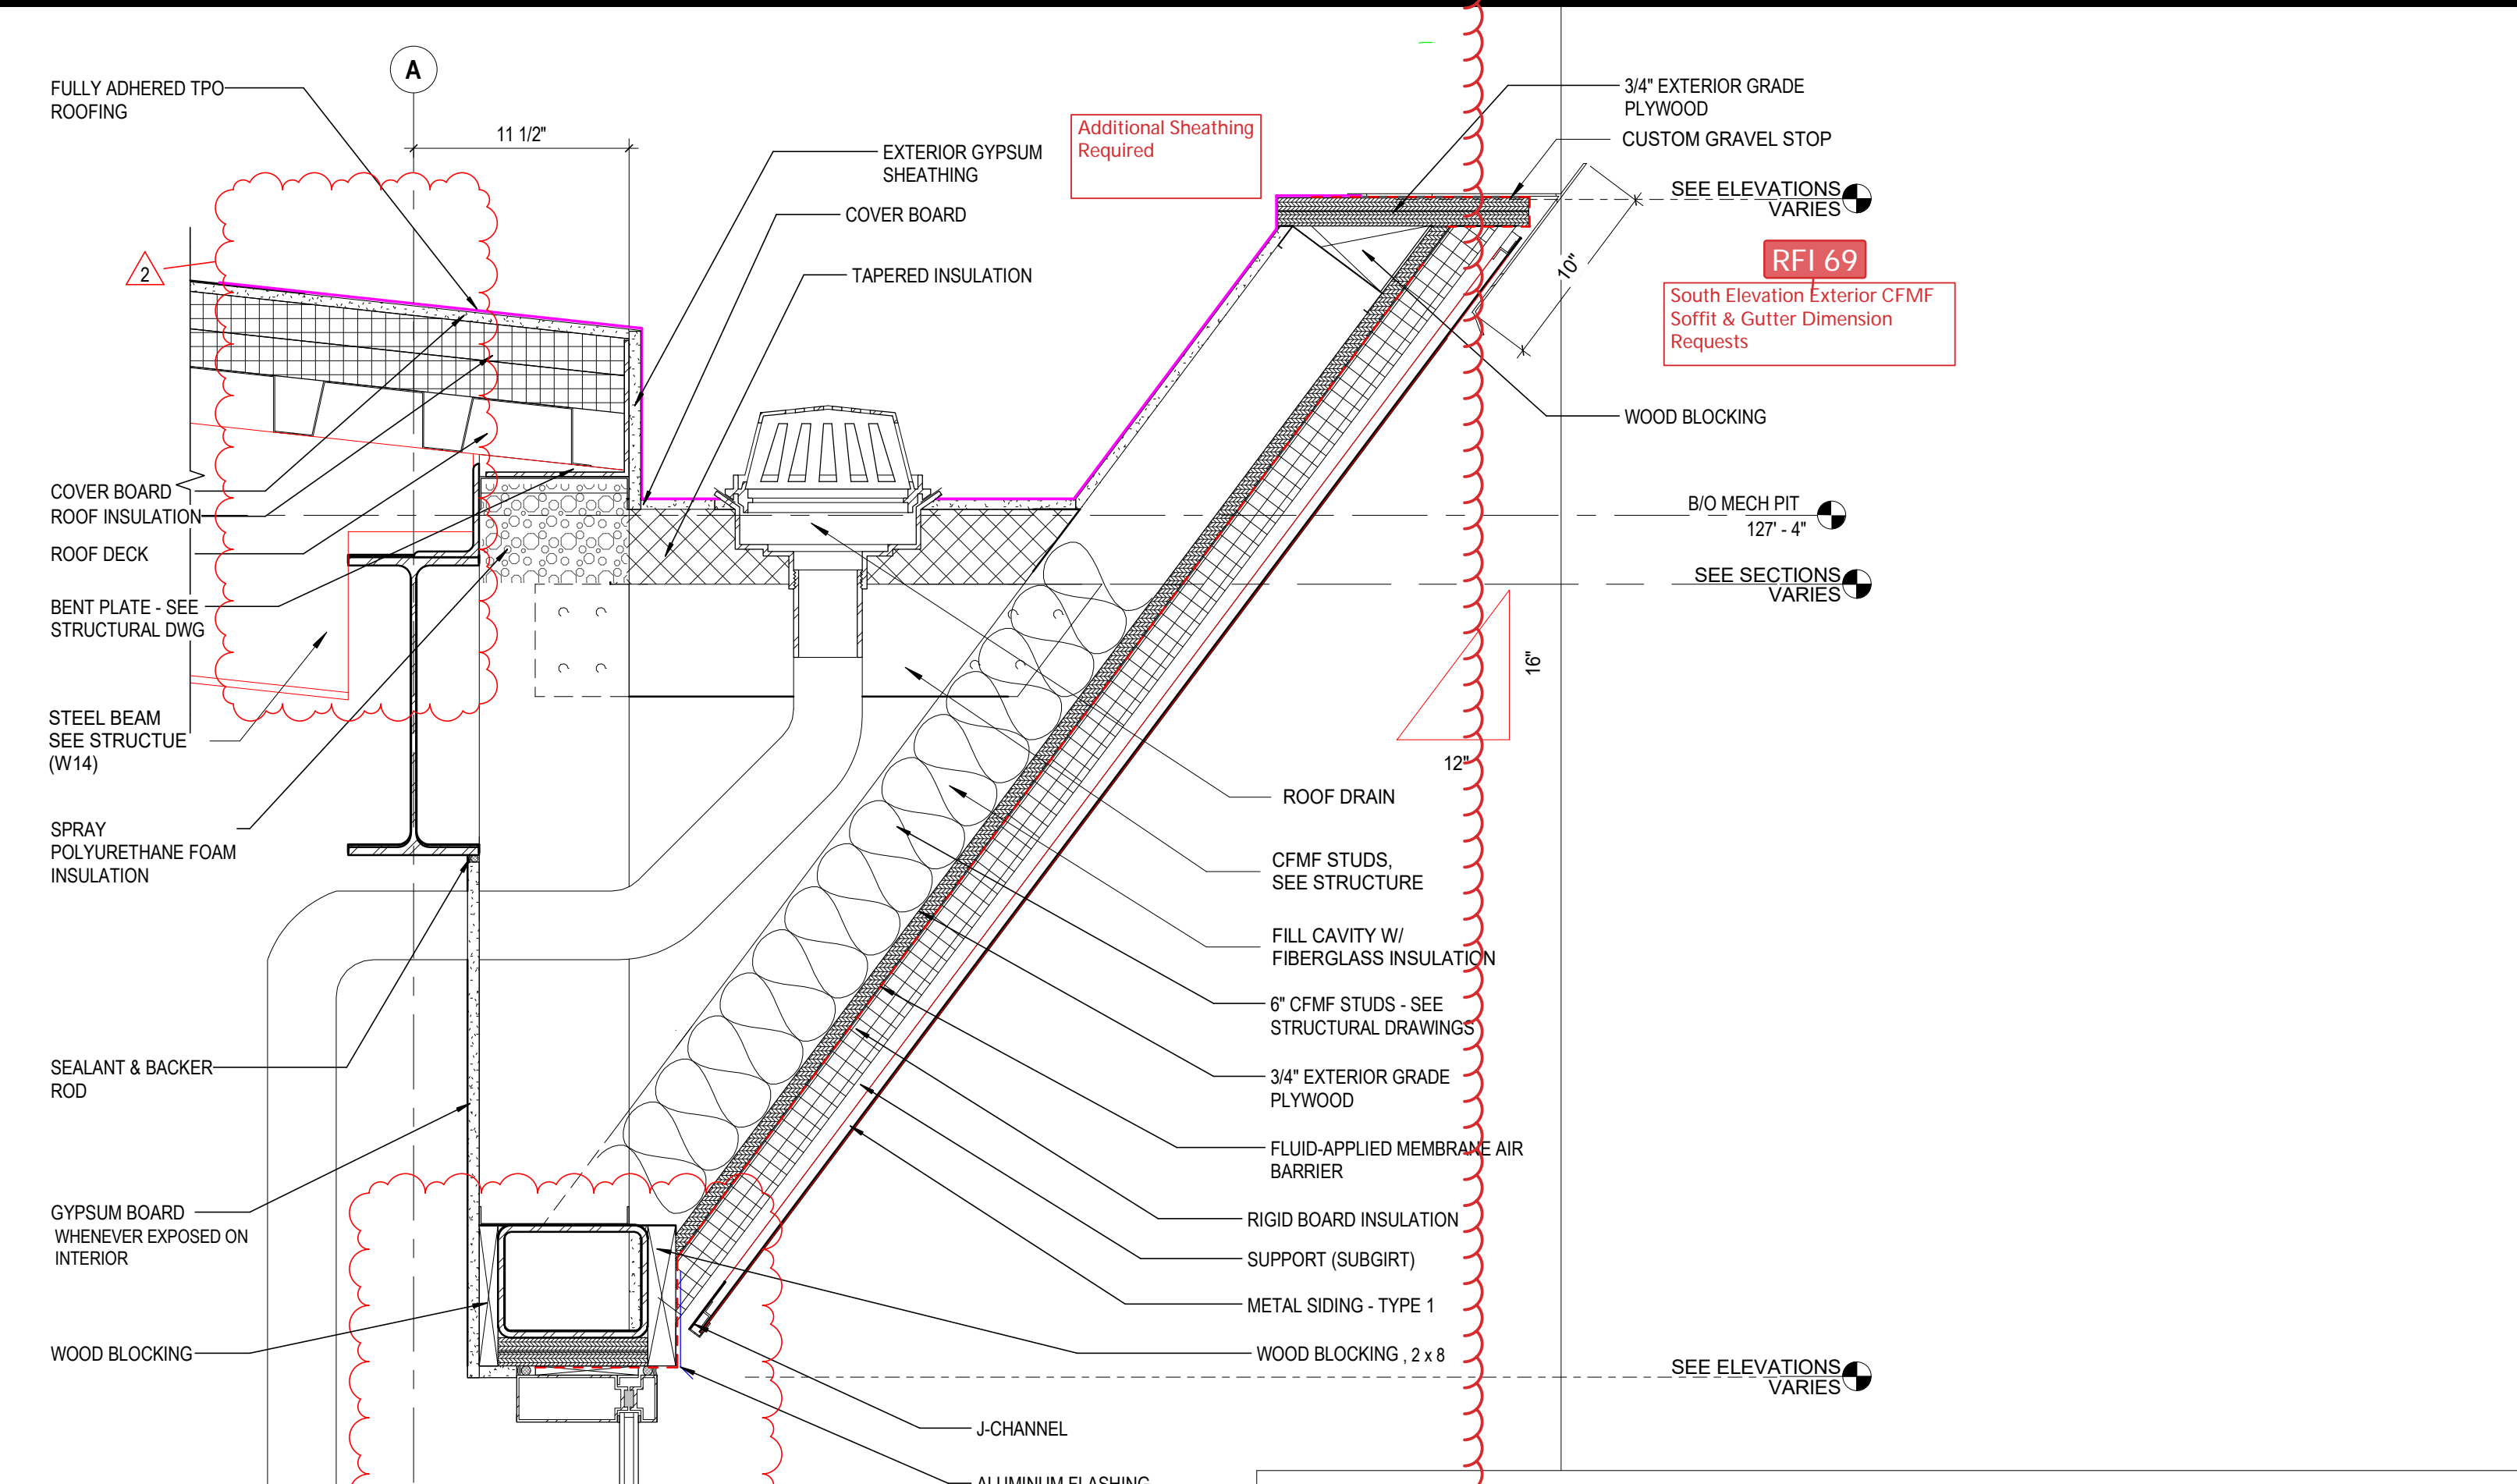 A
FULLY ADHERED TPO
ROOFING
11 1/2"
EXTERIOR GYPSUM
SHEATHING
COVER BOARD
TAPERED INSULATION
Additional Sheathing
Required
3/4" EXTERIOR GRADE
PLYWOOD
CUSTOM GRAVEL STOP
SEE ELEVATIONS
VARIES
RFI 69
South Elevation Exterior CFMF
Soffit & Gutter Dimension
Requests
10"
WOOD BLOCKING
2
COVER BOARD
ROOF INSULATION
ROOF DECK
BENT PLATE - SEE
STRUCTURAL DWG
STEEL BEAM
SEE STRUCTUE
(W14)
SPRAY
POLYURETHANE FOAM
INSULATION
SEALANT & BACKER
ROD
GYPSUM BOARD
WHENEVER EXPOSED ON
INTERIOR
WOOD BLOCKING
B/O MECH PIT
127' - 4"
SEE SECTIONS
VARIES
16"
12"
ROOF DRAIN
CFMF STUDS,
SEE STRUCTURE
FILL CAVITY W/
FIBERGLASS INSULATION
6" CFMF STUDS - SEE
STRUCTURAL DRAWINGS
3/4" EXTERIOR GRADE
PLYWOOD
FLUID-APPLIED MEMBRANE AIR
BARRIER
RIGID BOARD INSULATION
SUPPORT (SUBGIRT)
METAL SIDING - TYPE 1
WOOD BLOCKING , 2 x 8
SEE ELEVATIONS
VARIES
J-CHANNEL
ALUMINUM FLASHING